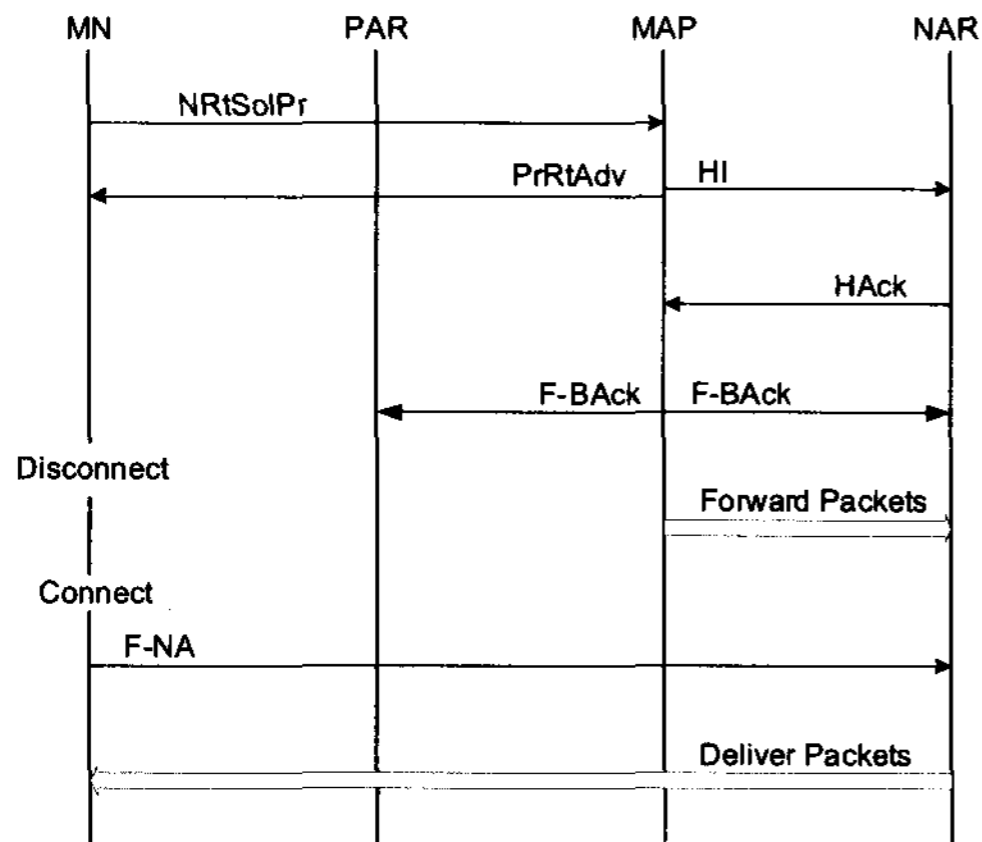 MN PAR MAP NAR
NRtSolPr
PrRtAdv HI
HAck
F-BAck F-BAck
Disconnect
Forward Packets
Connect
F-NA
Deliver Packets